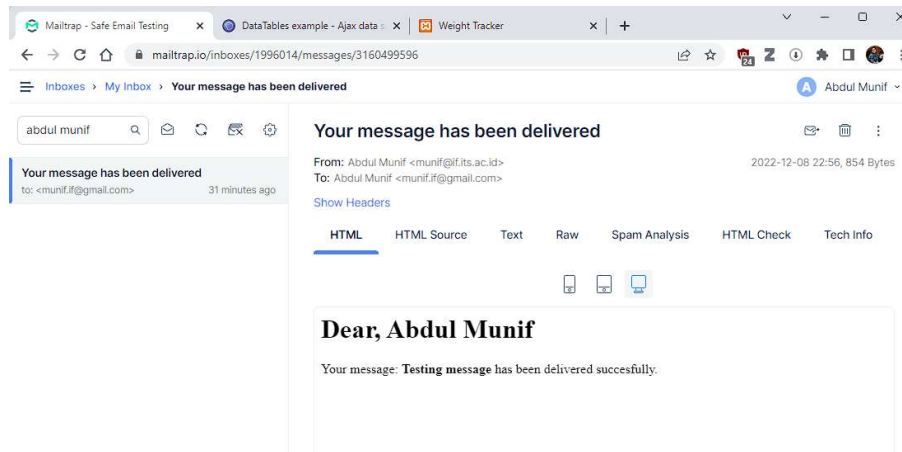 Mailtrap - Safe Email Testing
DataTables example - Ajax data s
Weight Tracker
mailtrap.io/inboxes/1996014/messages/3160499596
24
Inboxes › My Inbox › Your message has been delivered
A Abdul Munif
abdul munif
Your message has been delivered
to: <munif.if@gmail.com> 31 minutes ago
Your message has been delivered
From: Abdul Munif <munif@if.its.ac.id> 2022-12-08 22:56, 854 Bytes
To: Abdul Munif <munif.if@gmail.com>
Show Headers
HTML HTML Source Text Raw Spam Analysis HTML Check Tech Info
Dear, Abdul Munif
Your message: Testing message has been delivered succesfully.